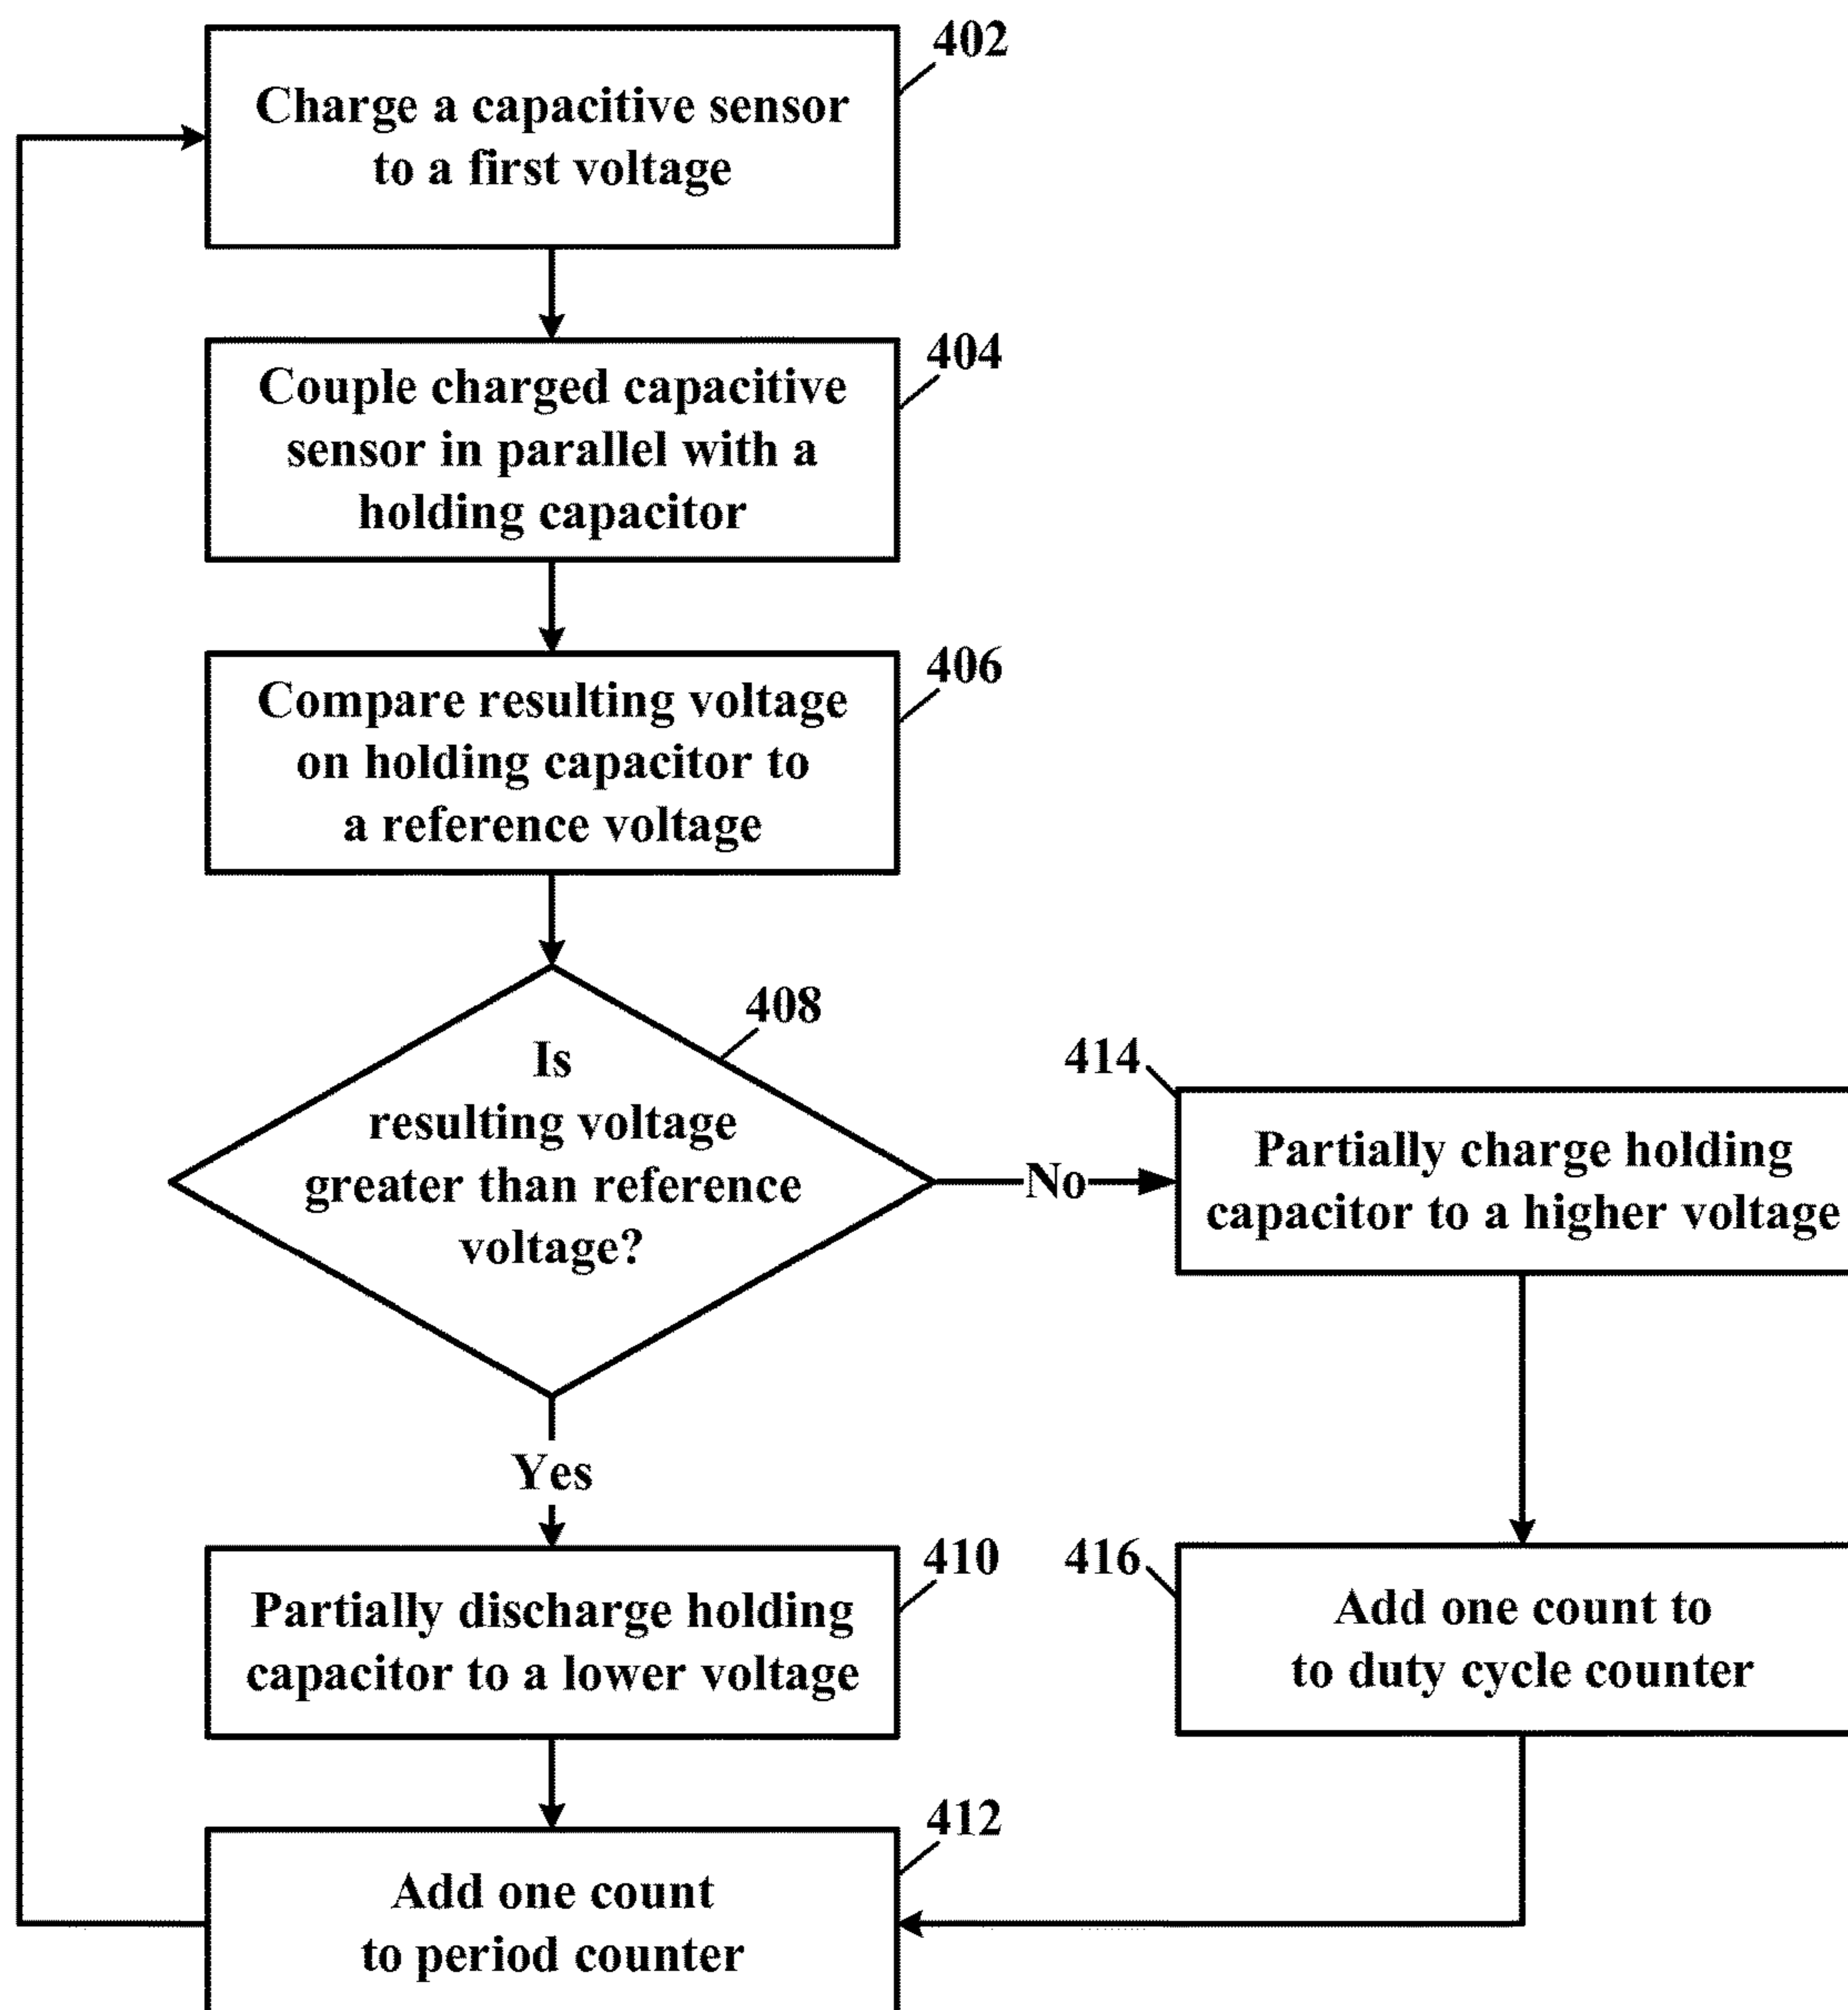 402
Charge a capacitive sensor
to a first voltage
404
Couple charged capacitive
sensor in parallel with a
holding capacitor
406
Compare resulting voltage
on holding capacitor to
a reference voltage
408
Is
resulting voltage
greater than reference
voltage?
No
414
Partially charge holding
capacitor to a higher voltage
Yes
410
Partially discharge holding
capacitor to a lower voltage
416
Add one count to
to duty cycle counter
412
Add one count
to period counter